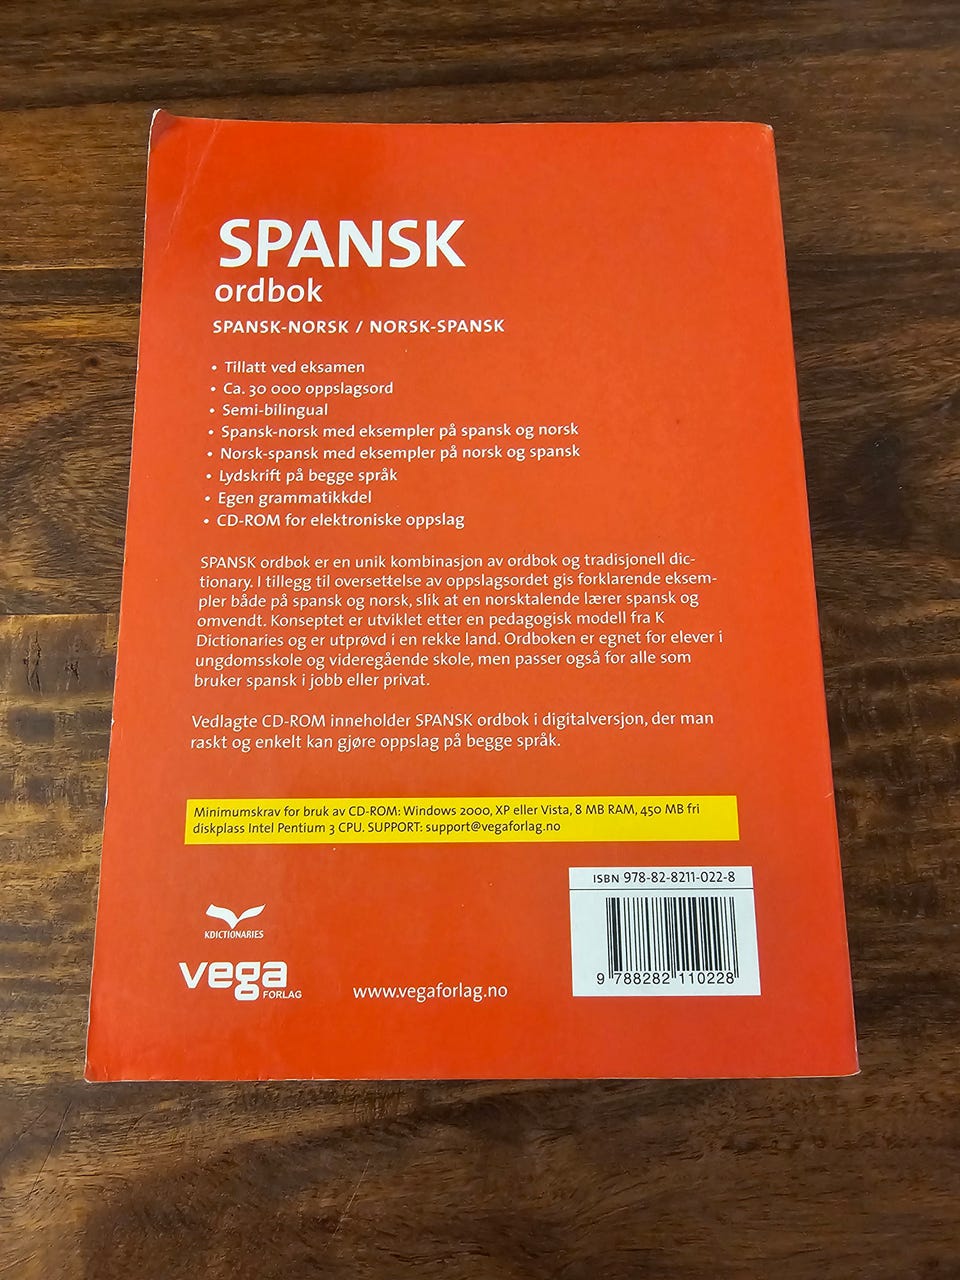 SPANSK
ordbok
SPANSK-NORSK / NORSK-SPANSK
• Tillatt ved eksamen
• Ca. 30 000 oppslagsord
• Semi-bilingual
• Spansk-norsk med eksempler på spansk og norsk
• Norsk-spansk med eksempler på norsk og spansk
• Lydskrift på begge språk
• Egen grammatikkdel
• CD-ROM for elektroniske oppslag
SPANSK ordbok er en unik kombinasjon av ordbok og tradisjonell dic-
tionary. I tillegg til oversettelse av oppslagsordet gis forklarende eksem-
pler både på spansk og norsk, slik at en norsktalende lærer spansk og
omvendt. Konseptet er utviklet etter en pedagogisk modell fra K
Dictionaries og er utprøvd i en rekke land. Ordboken er egnet for elever i
ungdomsskole og videregående skole, men passer også for alle som
bruker spansk i jobb eller privat.
Vedlagte CD-ROM inneholder SPANSK ordbok i digitalversjon, der man
raskt og enkelt kan gjøre oppslag på begge språk.
Minimumskrav for bruk av CD-ROM: Windows 2000, XP eller Vista, 8 MB RAM, 450 MB fri
diskplass Intel Pentium 3 CPU. SUPPORT: support@vegaforlag.no
ISBN 978-82-8211-022-8
9 788282 110228
KDICTIONARIES
vega
FORLAG
www.vegaforlag.no